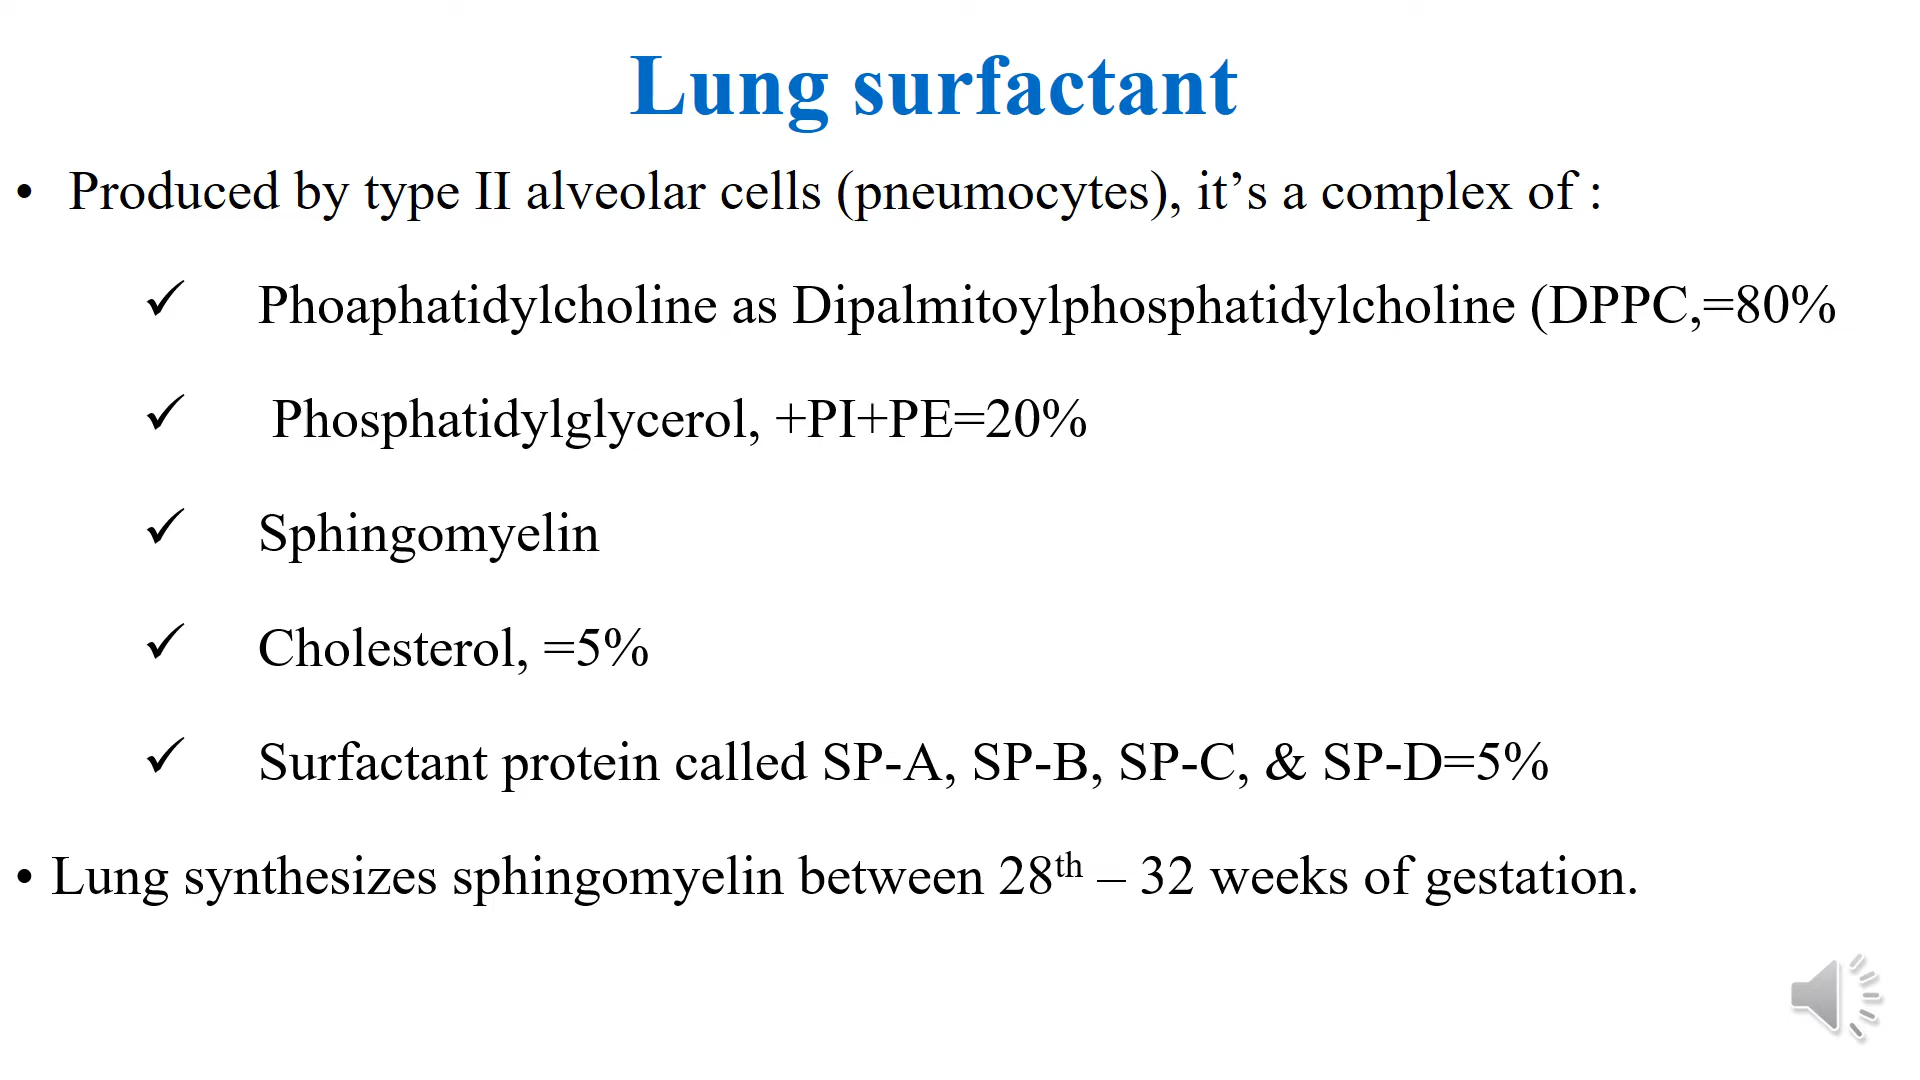 Lung surfactant
• Produced by type II alveolar cells (pneumocytes), it’s a complex of :
✓ Phoaphatidylcholine as Dipalmitoylphosphatidylcholine (DPPC,=80%
✓ Phosphatidylglycerol, +PI+PE=20%
✓ Sphingomyelin
✓ Cholesterol, =5%
✓ Surfactant protein called SP-A, SP-B, SP-C, & SP-D=5%
• Lung synthesizes sphingomyelin between 28th – 32 weeks of gestation.